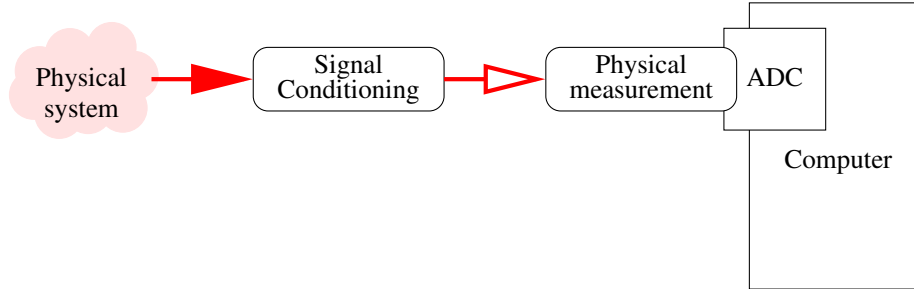 Physical
system
Signal
Conditioning
Physical
measurement
ADC
Computer